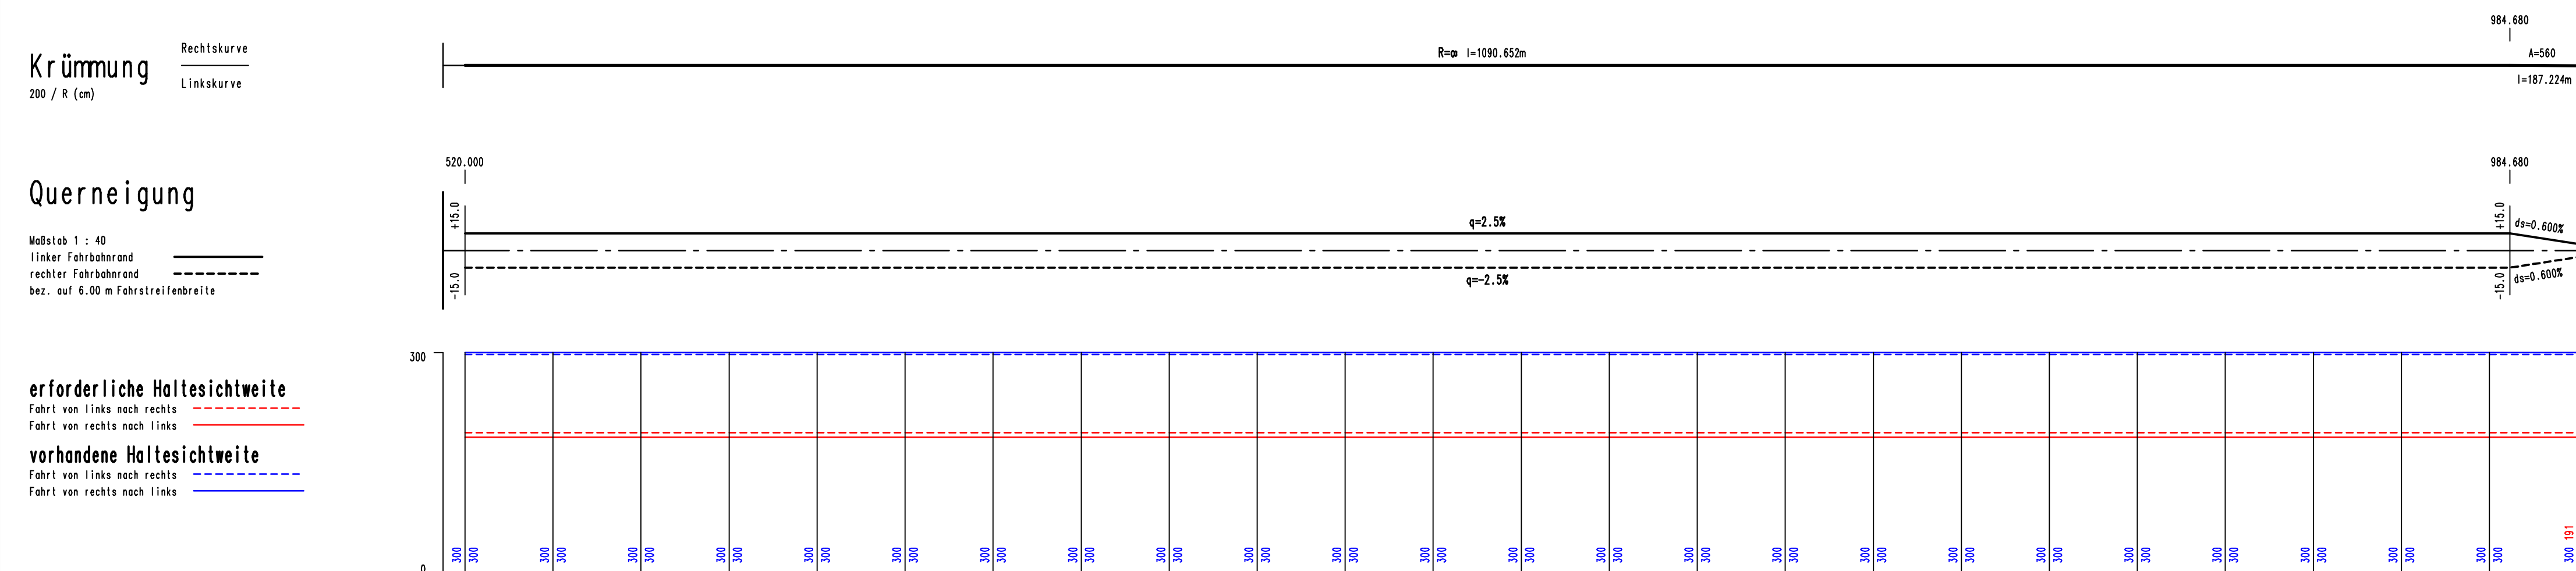 984.680
Krümmung
Rechtskurve
Linkskurve
200 / R (cm)
R=∞ l=1090.652m
A=560
l=187.224m
520.000
984.680
Querneigung
+15.0
-15.0
q=2.5%
q=-2.5%
+15.0
-15.0
ds=0.600%
ds=0.600%
Maßstab 1 : 40
linker Fahrbahnrand
rechter Fahrbahnrand
bez. auf 6.00 m Fahrstreifenbreite
300
erforderliche Haltesichtweite
Fahrt von links nach rechts
Fahrt von rechts nach links
vorhandene Haltesichtweite
Fahrt von links nach rechts
Fahrt von rechts nach links
300 300 300 300 300 300 300 300 300 300 300 300 300 300 300 300 300 300 300 300 300 300 300 300 300 300 300 300 300 300 300 300 300 300 300 300 300 300 300 300 300 300 300 300 300 300 300 300 300
191
0